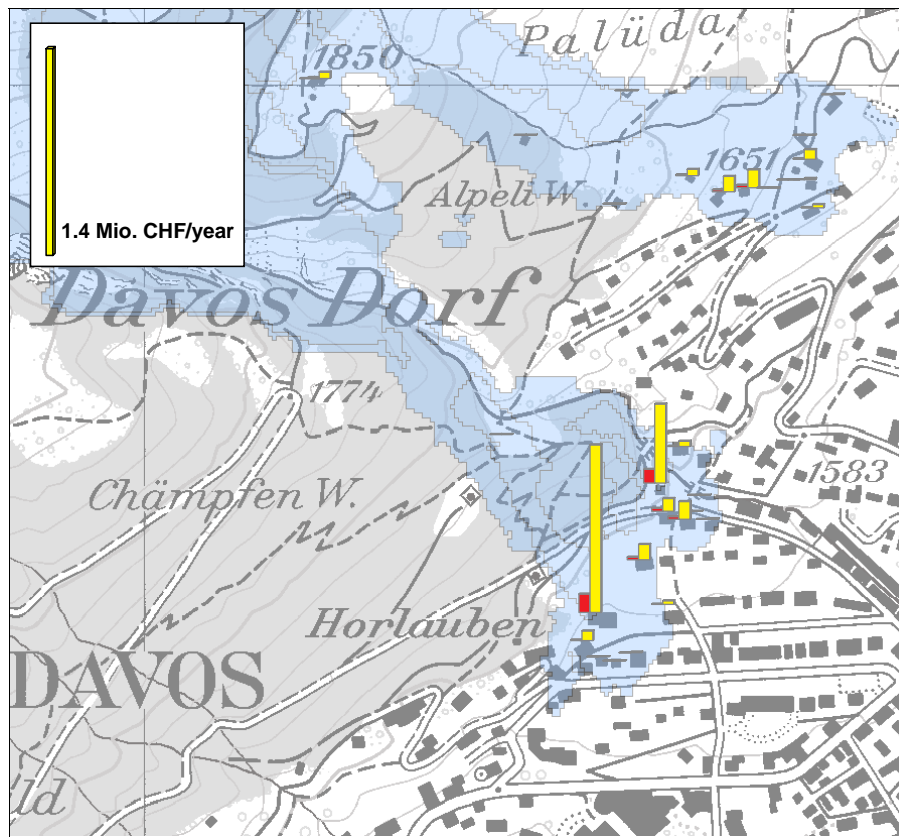 1850
Palüda
1651
Alpeli W.
1.4 Mio. CHF/year
Davos Dorf
1774
1583
Chämpfen W.
Horlauben
DAVOS
ld